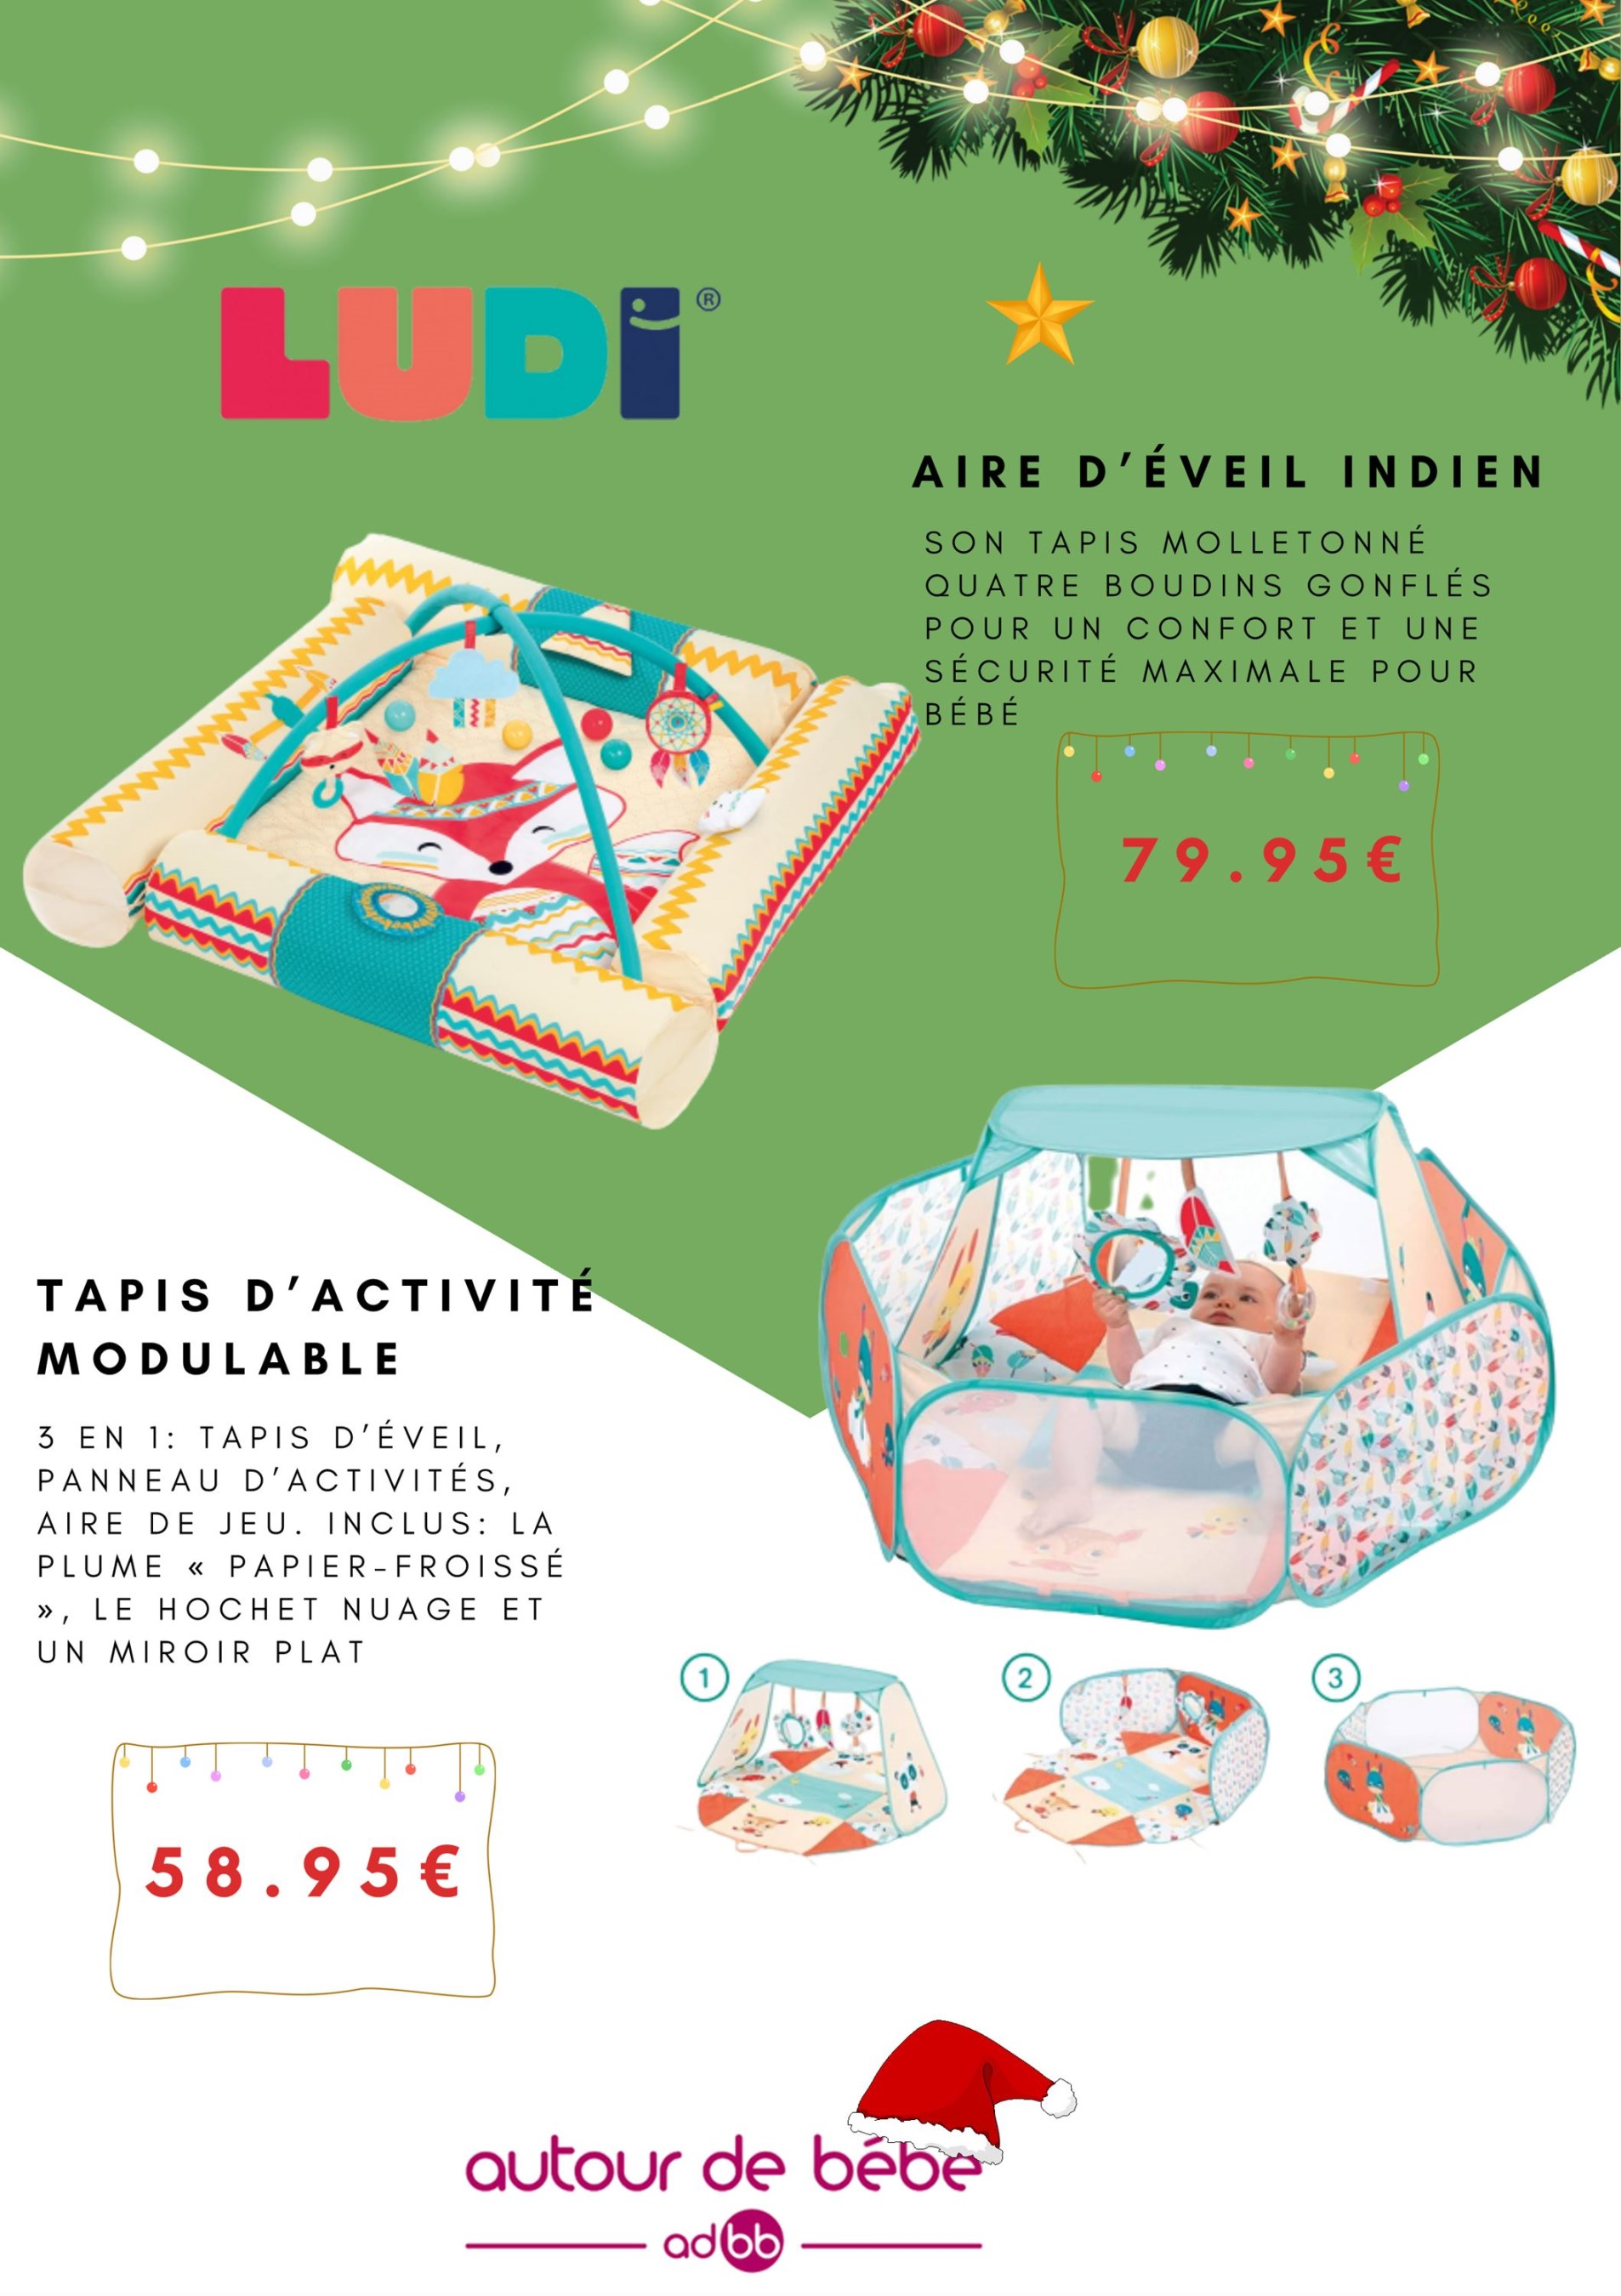 LUDi®
AIRE D'ÉVEIL INDIEN
SON TAPIS MOLLETONNÉ
QUATRE BOUDINS GONFLÉS
POUR UN CONFORT ET UNE
SÉCURITÉ MAXIMALE POUR
BÉBÉ
79.95€
TAPIS D'ACTIVITÉ
MODULABLE
3 EN 1: TAPIS D'ÉVEIL,
PANNEAU D'ACTIVITÉS,
AIRE DE JEU. INCLUS: LA
PLUME « PAPIER-FROISSÉ
», LE HOCHET NUAGE ET
UN MIROIR PLAT
58.95€
1
2
3
autour de bébé
adbb